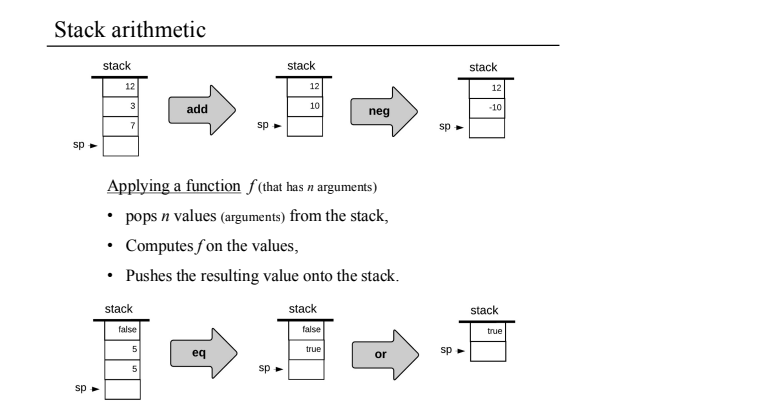 Stack arithmetic
stack
12
3
7
sp
add
stack
12
10
sp
neg
stack
12
-10
sp
Applying a function f (that has n arguments)
• pops n values (arguments) from the stack,
• Computes f on the values,
• Pushes the resulting value onto the stack.
stack
false
5
5
sp
eq
stack
false
true
sp
or
stack
true
sp